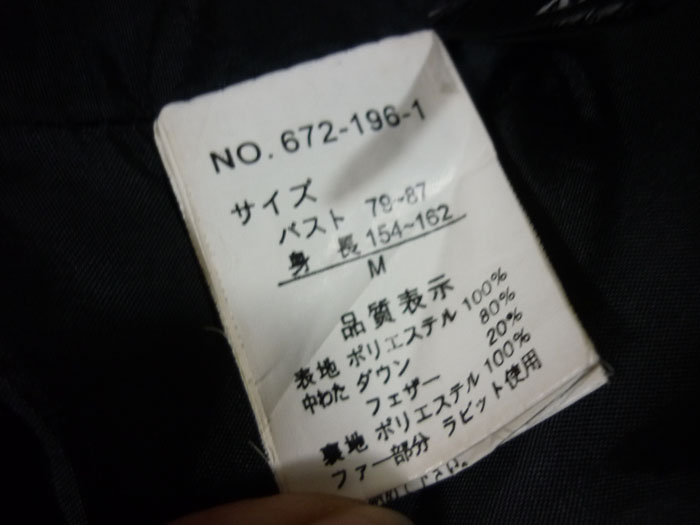 NO. 672-196-1
サイズ
バスト 79~87
身 長 154~162
M
品質表示
表地 ポリエステル 100%
中わた ダウン 80%
フェザー 20%
裏地 ポリエステル 100%
ファー部分 ラビット使用